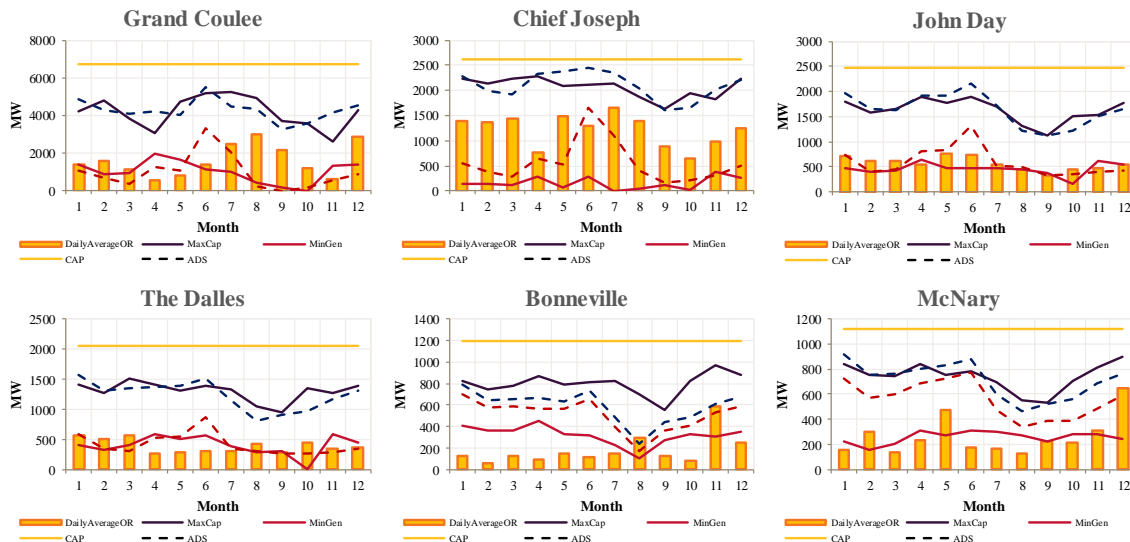 Grand Coulee
8000
6000
4000
2000
0
MW
1 2 3 4 5 6 7 8 9 10 11 12
Month
DailyAverageOR MaxCap MinGen
CAP ADS
Chief Joseph
3000
2500
2000
1500
1000
500
0
MW
1 2 3 4 5 6 7 8 9 10 11 12
Month
DailyAverageOR MaxCap MinGen
CAP ADS
John Day
3000
2500
2000
1500
1000
500
0
MW
1 2 3 4 5 6 7 8 9 10 11 12
Month
DailyAverageOR MaxCap MinGen
CAP ADS
The Dalles
2500
2000
1500
1000
500
0
MW
1 2 3 4 5 6 7 8 9 10 11 12
Month
DailyAverageOR MaxCap MinGen
CAP ADS
Bonneville
1400
1200
1000
800
600
400
200
0
MW
1 2 3 4 5 6 7 8 9 10 11 12
Month
DailyAverageOR MaxCap MinGen
CAP ADS
McNary
1200
1000
800
600
400
200
0
MW
1 2 3 4 5 6 7 8 9 10 11 12
Month
DailyAverageOR MaxCap MinGen
CAP ADS